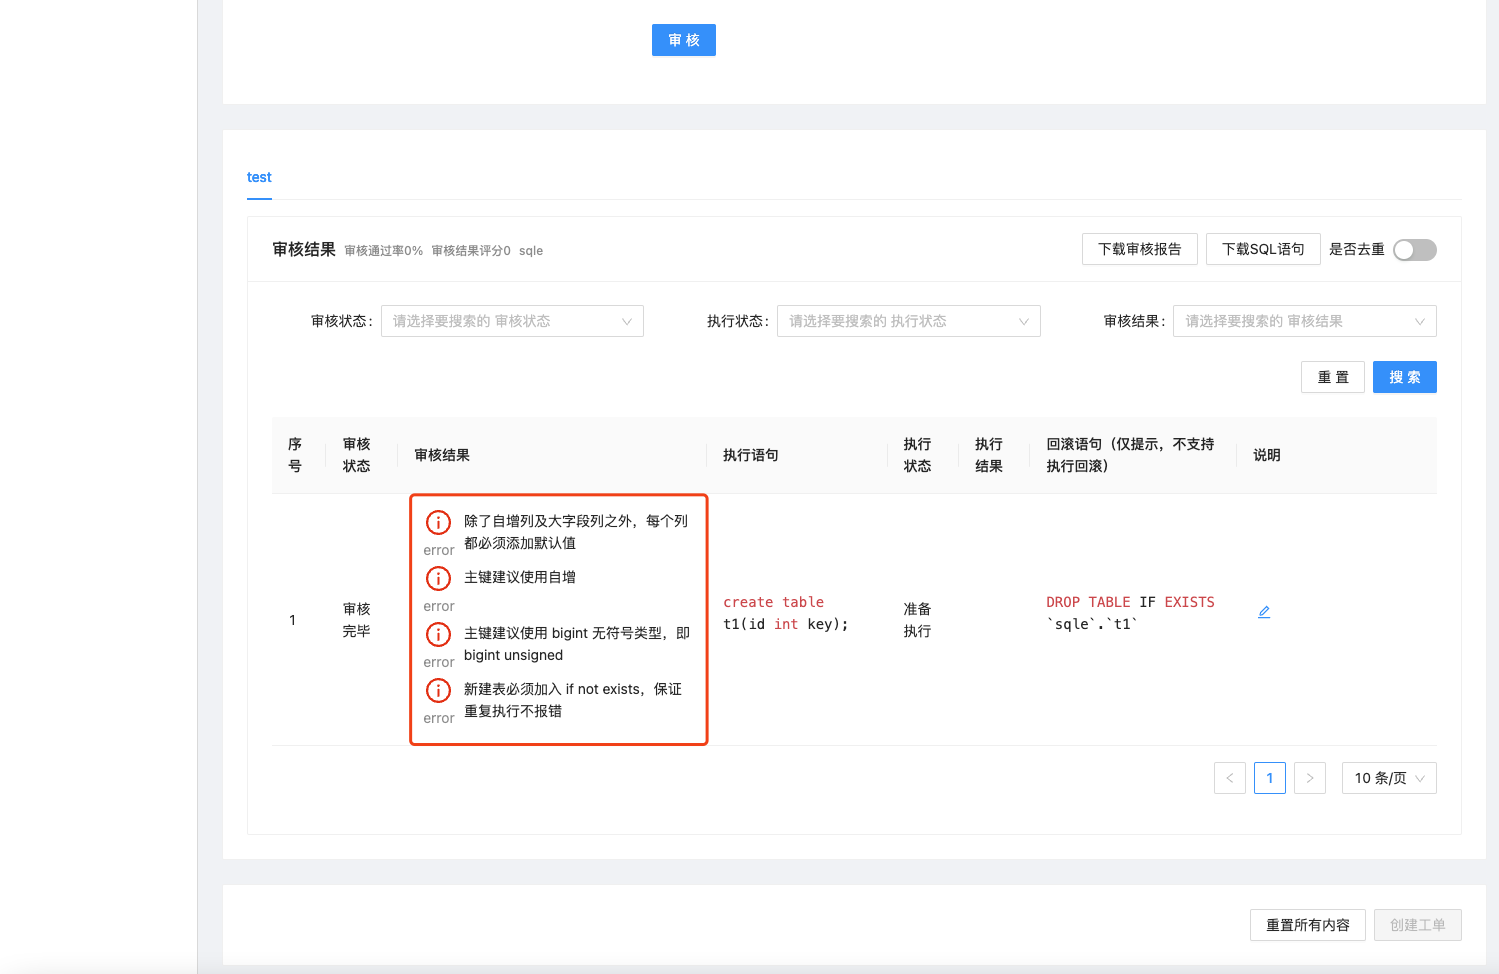 审 核
test
审核结果 审核通过率0% 审核结果评分0 sqle
下载审核报告 下载SQL语句 是否去重
审核状态: 请选择要搜索的 审核状态 执行状态: 请选择要搜索的 执行状态 审核结果: 请选择要搜索的 审核结果
重 置 搜 索
序号 审核状态 审核结果 执行语句 执行状态 执行结果 回滚语句（仅提示，不支持执行回滚） 说明
1
审核
完毕
除了自增列及大字段列之外，每个列
都必须添加默认值
error
主键建议使用自增
error
主键建议使用 bigint 无符号类型，即
bigint unsigned
error
新建表必须加入 if not exists，保证
重复执行不报错
error
create table
t1(id int key);
准备
执行
DROP TABLE IF EXISTS
`sqle`.`t1`
< 1 > 10 条/页
重置所有内容 创建工单